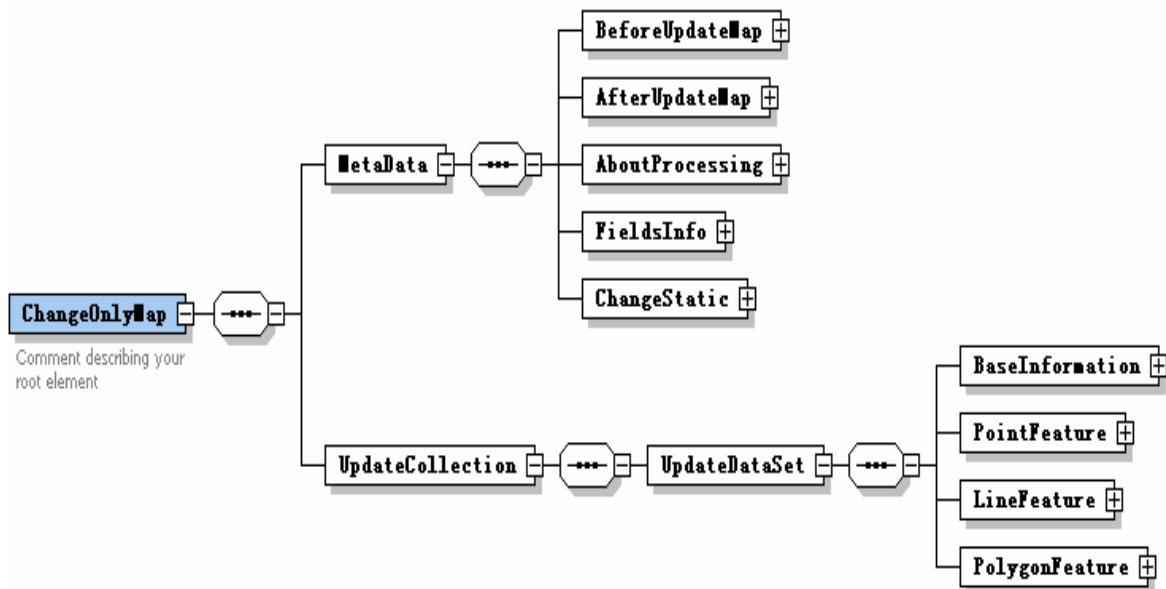 BeforeUpdateMap
AfterUpdateMap
MetaData
AboutProcessing
FieldsInfo
ChangeStatic
ChangeOnlyMap
Comment describing your
root element
BaseInformation
PointFeature
UpdateCollection
UpdateDataSet
LineFeature
PolygonFeature